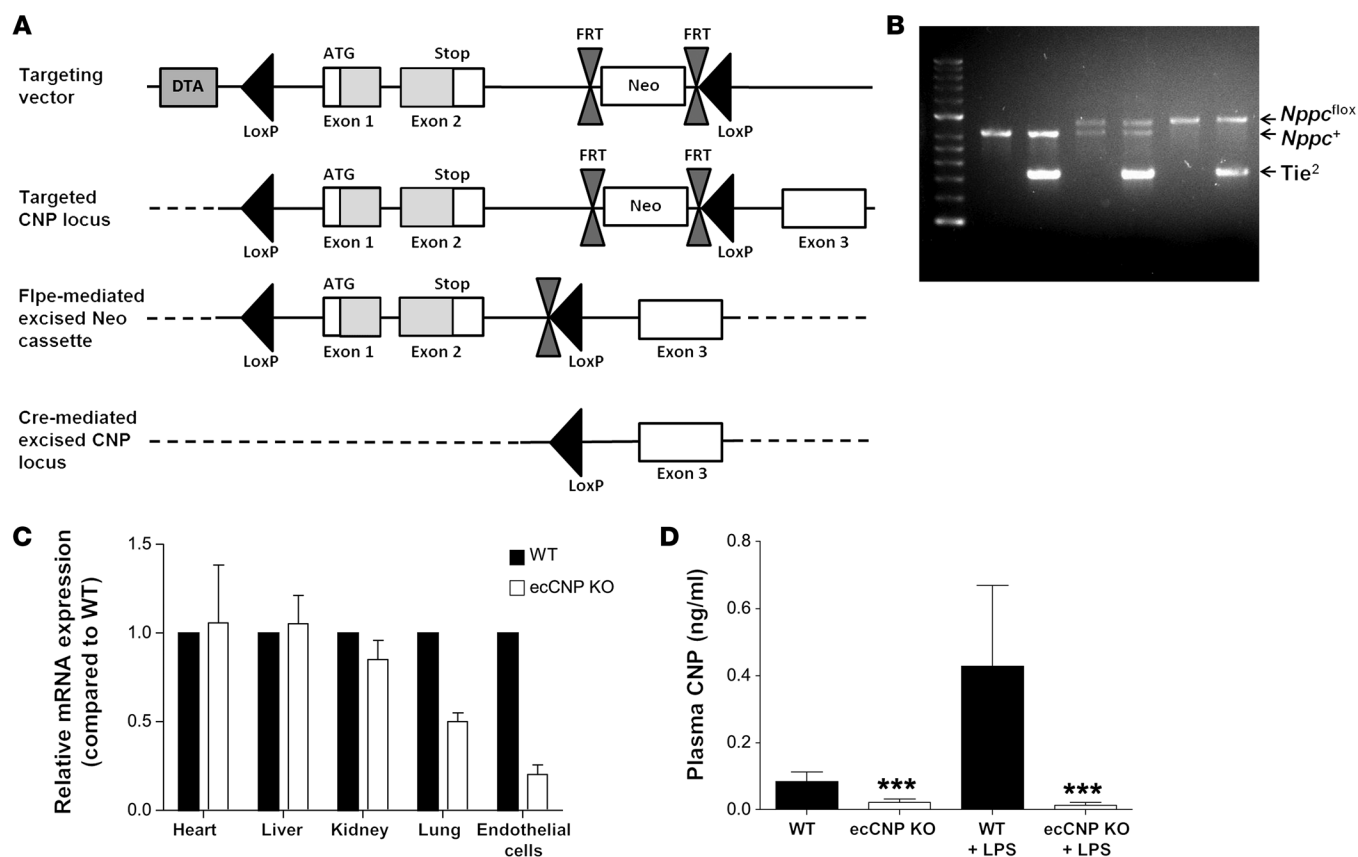 A
Targeting
vector
DTA
LoxP
ATG
Exon 1
Stop
Exon 2
FRT
Neo
FRT
LoxP
Targeted
CNP locus
LoxP
ATG
Exon 1
Stop
Exon 2
FRT
Neo
FRT
LoxP
Exon 3
Flpe-mediated
excised Neo
cassette
LoxP
ATG
Exon 1
Stop
Exon 2
LoxP
Exon 3
Cre-mediated
excised CNP
locus
LoxP
Exon 3
B
Nppcflox
Nppc+
Tie2
C
Relative mRNA expression
(compared to WT)
1.5
1.0
0.5
0.0
WT
ecCNP KO
Heart
Liver
Kidney
Lung
Endothelial
cells
D
Plasma CNP (ng/ml)
0.8
0.6
0.4
0.2
0.0
***
***
WT
ecCNP KO
WT
+ LPS
ecCNP KO
+ LPS